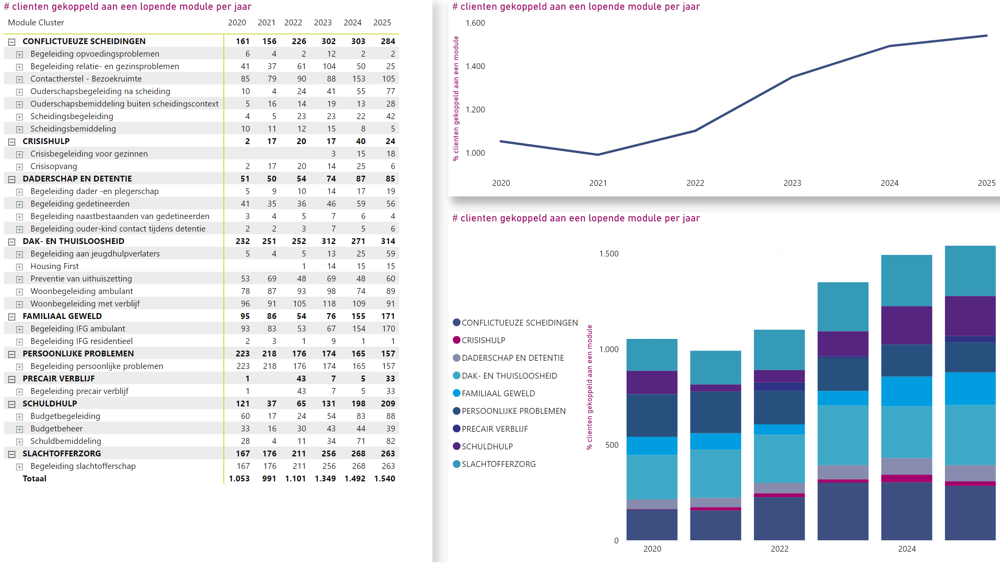 # clienten gekoppeld aan een lopende module per jaar
Module Cluster 2020 2021 2022 2023 2024 2025
CONFLICTUEUZE SCHEIDINGEN 161 156 226 302 303 284
Begeleiding opvoedingsproblemen 6 4 2 12 2 2
Begeleiding relatie- en gezinsproblemen 41 37 61 104 50 25
Contactherstel - Bezoekruimte 85 79 90 88 153 105
Ouderschapsbegeleiding na scheiding 10 4 24 41 55 77
Ouderschapsbemiddeling buiten scheidingscontext 5 16 14 19 13 28
Scheidingsbegeleiding 4 5 23 23 22 42
Scheidingsbemiddeling 10 11 12 15 8 5
CRISISHULP 2 17 20 17 40 24
Crisisbegeleiding voor gezinnen 3 15 18
Crisisopvang 2 17 20 14 25 6
DADERSCHAP EN DETENTIE 51 50 54 74 87 85
Begeleiding dader -en plegerschap 5 9 10 14 17 19
Begeleiding gedetineerden 41 35 36 46 59 56
Begeleiding naastbestaanden van gedetineerden 3 4 5 7 6 4
Begeleiding ouder-kind contact tijdens detentie 2 2 3 7 5 6
DAK- EN THUISLOOSHEID 232 251 252 312 271 314
Begeleiding aan jeugdhulpverlaters 5 4 5 13 25 59
Housing First 1 14 15 15
Preventie van uithuiszetting 53 69 48 69 48 60
Woonbegeleiding ambulant 78 87 93 98 74 89
Woonbegeleiding met verblijf 96 91 105 118 109 91
FAMILIAAL GEWELD 95 86 54 76 155 171
Begeleiding IFG ambulant 93 83 53 67 154 170
Begeleiding IFG residentieel 2 3 1 9 1 1
PERSOONLIJKE PROBLEMEN 223 218 176 174 165 157
Begeleiding persoonlijke problemen 223 218 176 174 165 157
PRECAIR VERBLIJF 1 43 7 5 33
Begeleiding precair verblijf 1 43 7 5 33
SCHULDHULP 121 37 65 131 198 209
Budgetbegeleiding 60 17 24 54 83 88
Budgetbeheer 33 16 30 43 44 39
Schuldbemiddeling 28 4 11 34 71 82
SLACHTOFFERZORG 167 176 211 256 268 263
Begeleiding slachtofferschap 167 176 211 256 268 263
Totaal 1.053 991 1.101 1.349 1.492 1.540
# clienten gekoppeld aan een lopende module per jaar
% clienten gekoppeld aan een module
1.600
1.400
1.200
1.000
2020 2021 2022 2023 2024 2025
# clienten gekoppeld aan een lopende module per jaar
CONFLICTUEUZE SCHEIDINGEN
CRISISHULP
DADERSCHAP EN DETENTIE
DAK- EN THUISLOOSHEID
FAMILIAAL GEWELD
PERSOONLIJKE PROBLEMEN
PRECAIR VERBLIJF
SCHULDHULP
SLACHTOFFERZORG
% clienten gekoppeld aan een module
1.500
1.000
500
0
2020 2022 2024